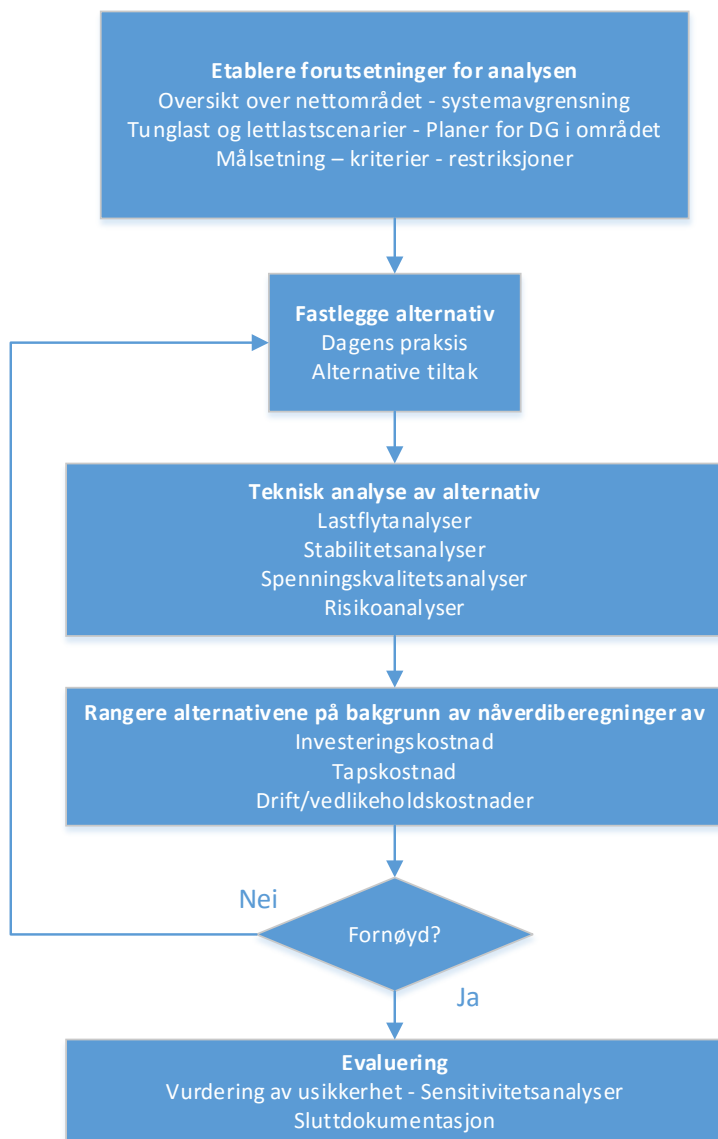 Etablere forutsetninger for analysen
Oversikt over nettområdet - systemavgrensning
Tunglast og lettlastscenarier - Planer for DG i området
Målsetning – kriterier - restriksjoner
Fastlegge alternativ
Dagens praksis
Alternative tiltak
Teknisk analyse av alternativ
Lastflytanalyser
Stabilitetsanalyser
Spenningskvalitetsanalyser
Risikoanalyser
Rangere alternativene på bakgrunn av nåverdiberegninger av
Investeringskostnad
Tapskostnad
Drift/vedlikeholdskostnader
Nei
Fornøyd?
Ja
Evaluering
Vurdering av usikkerhet - Sensitivitetsanalyser
Sluttdokumentasjon